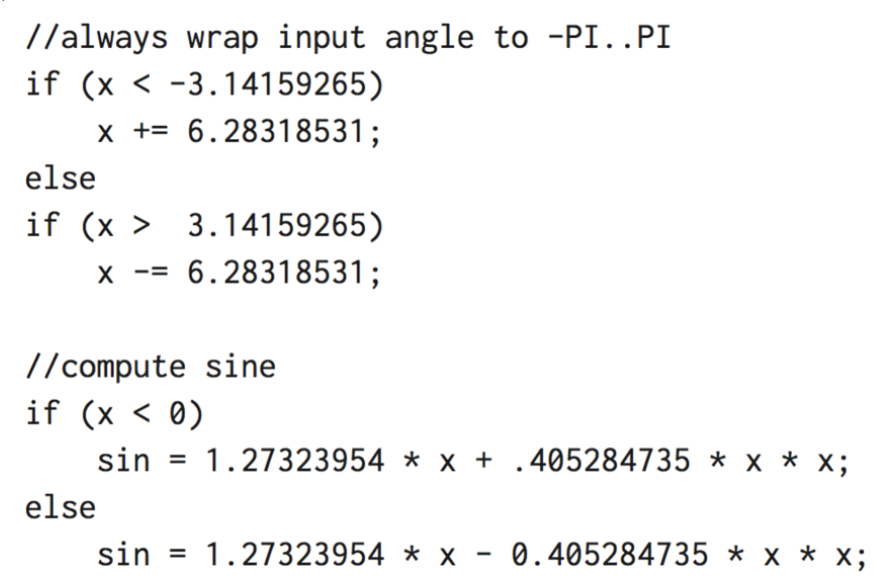 //always wrap input angle to -PI..PI
if (x < -3.14159265)
    x += 6.28318531;
else
if (x >  3.14159265)
    x -= 6.28318531;

//compute sine
if (x < 0)
    sin = 1.27323954 * x + .405284735 * x * x;
else
    sin = 1.27323954 * x - 0.405284735 * x * x;